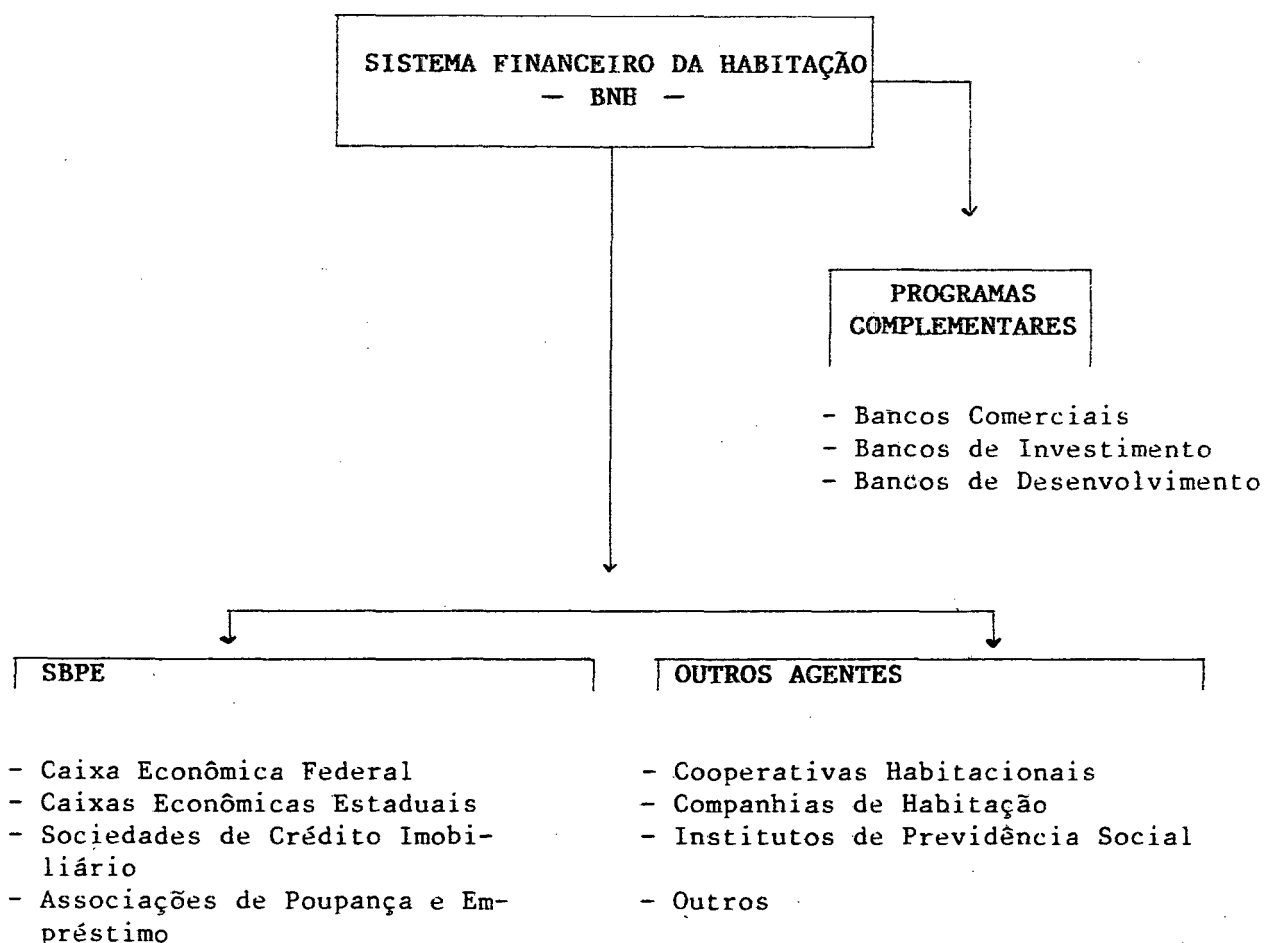 SISTEMA FINANCEIRO DA HABITAÇÃO
— BNH —
PROGRAMAS
COMPLEMENTARES
- Bancos Comerciais
- Bancos de Investimento
- Bancos de Desenvolvimento
SBPE
- Caixa Econômica Federal
- Caixas Econômicas Estaduais
- Sociedades de Crédito Imobi-
liário
- Associações de Poupança e Em-
préstimo
OUTROS AGENTES
- Cooperativas Habitacionais
- Companhias de Habitação
- Institutos de Previdência Social
- Outros